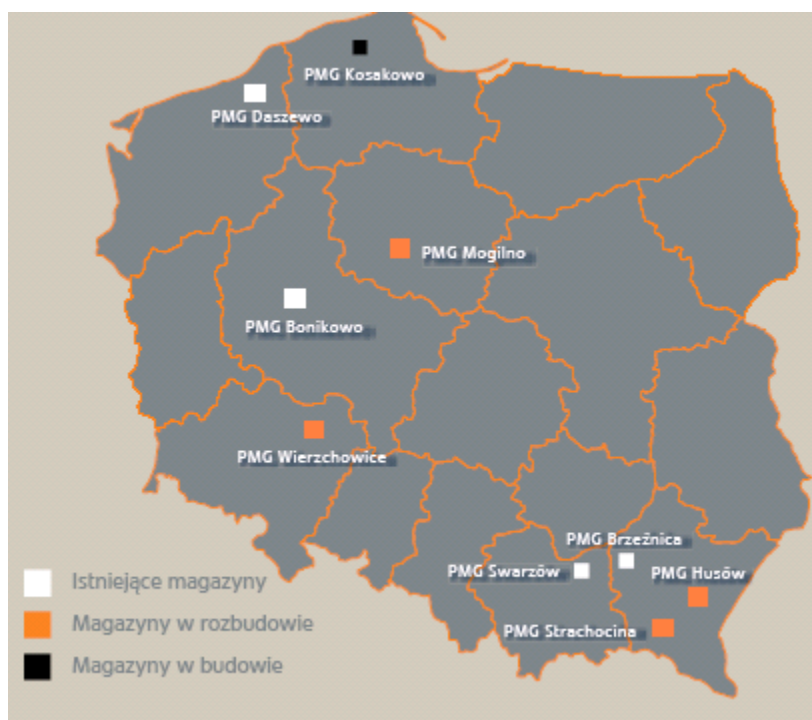 PMG Kosakowo
PMG Daszewo
PMG Mogilno
PMG Bonikowo
PMG Wierzchowice
PMG Brzeźnica
PMG Swarzów
PMG Husów
PMG Strachocina
Istniejące magazyny
Magazyny w rozbudowie
Magazyny w budowie